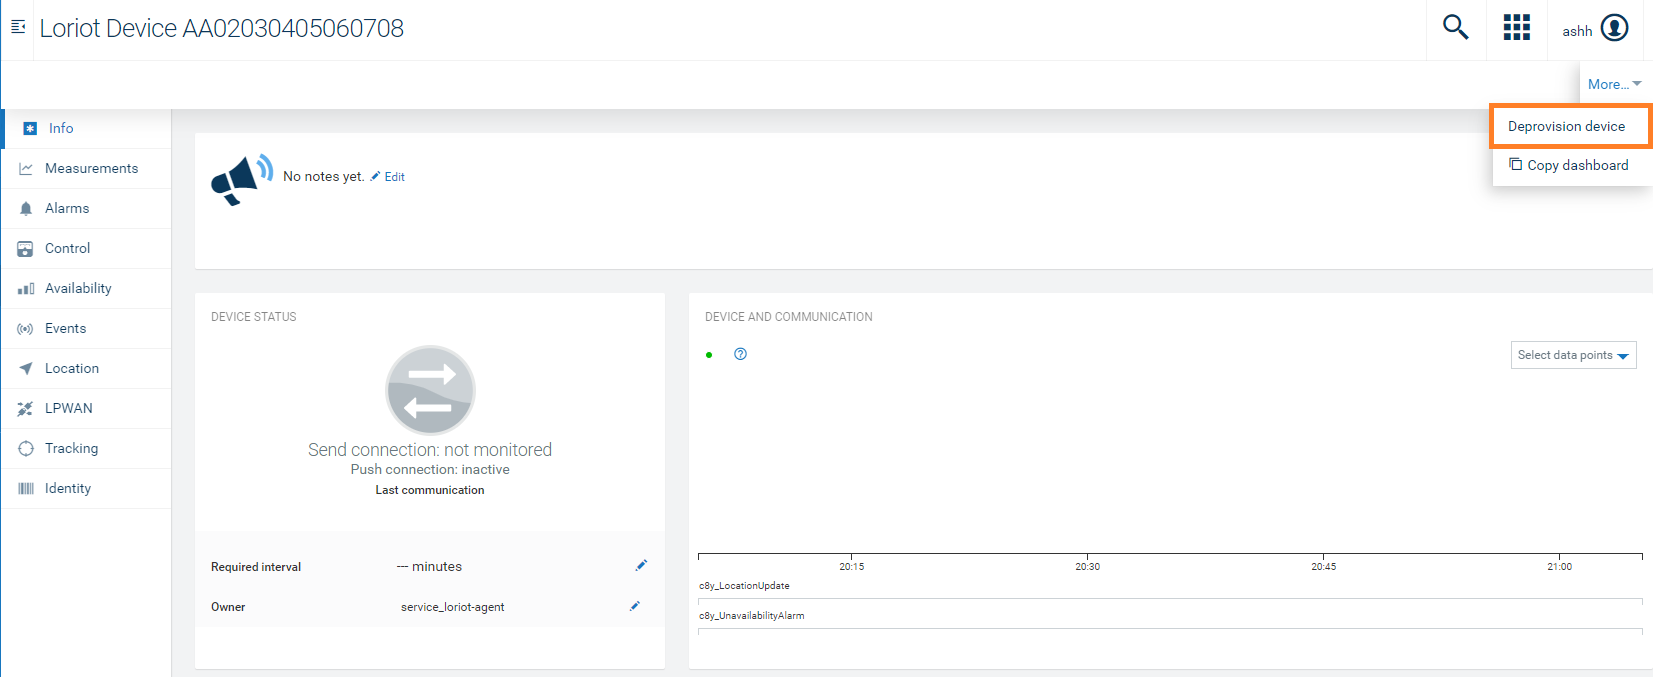 Loriot Device AA02030405060708
ashh
More...
Deprovision device
Copy dashboard
Info
Measurements
Alarms
Control
Availability
Events
Location
LPWAN
Tracking
Identity
No notes yet. Edit
DEVICE STATUS
Send connection: not monitored
Push connection: inactive
Last communication
Required interval --- minutes
Owner service_loriot-agent
DEVICE AND COMMUNICATION
Select data points
20:15 20:30 20:45 21:00
c8y_LocationUpdate
c8y_UnavailabilityAlarm